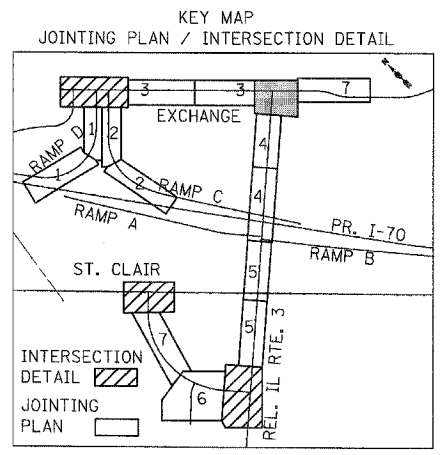 KEY MAP
JOINTING PLAN / INTERSECTION DETAIL
3 3 7
EXCHANGE
1 2
RAMP D
4
1 2
RAMP C
4
RAMP A
PR. I-70
RAMP B
ST. CLAIR
5
7
5
REL. IL RTE. 3
INTERSECTION
DETAIL
6
JOINTING
PLAN